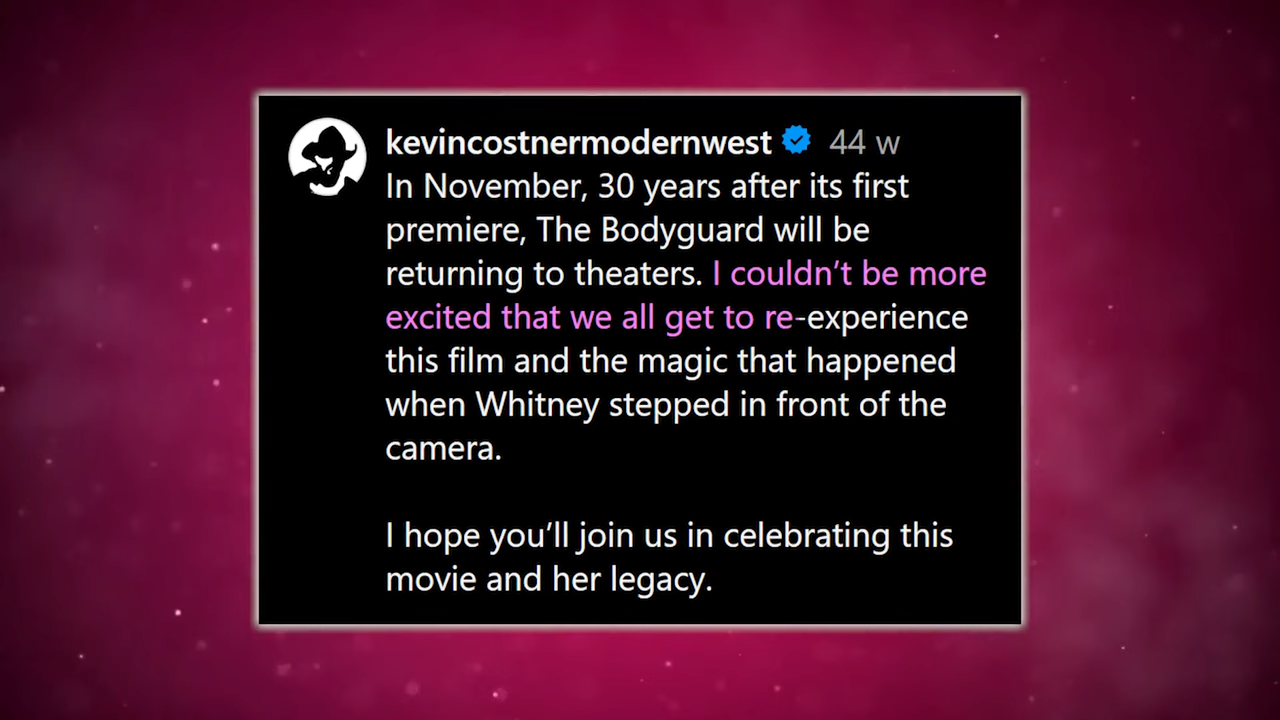 kevincostnermodernwest 44 w
In November, 30 years after its first
premiere, The Bodyguard will be
returning to theaters. I couldn’t be more
excited that we all get to re-experience
this film and the magic that happened
when Whitney stepped in front of the
camera.
I hope you’ll join us in celebrating this
movie and her legacy.